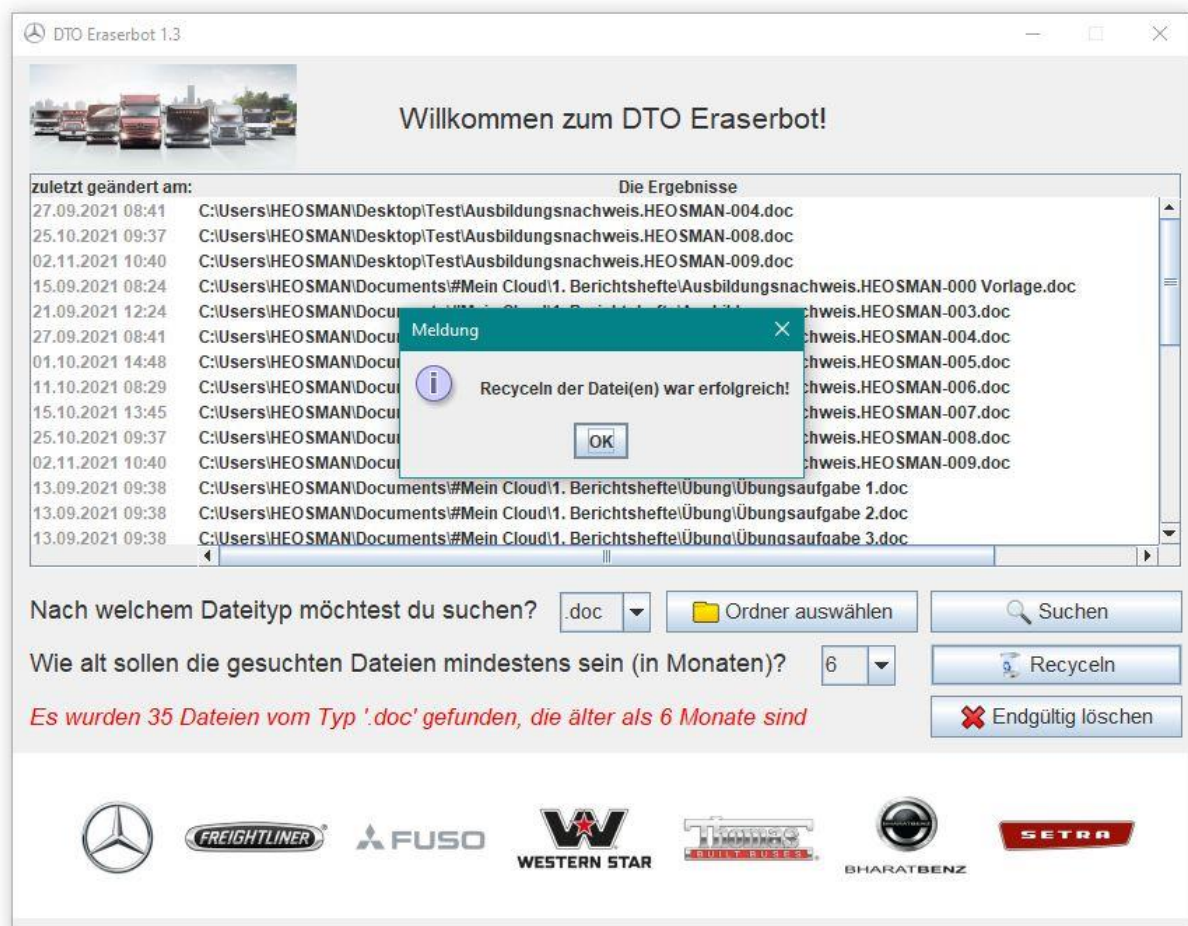 DTO Eraserbot 1.3
Willkommen zum DTO Eraserbot!
zuletzt geändert am: Die Ergebnisse
27.09.2021 08:41 C:\Users\HEOSMAN\Desktop\Test\Ausbildungsnachweis.HEOSMAN-004.doc
25.10.2021 09:37 C:\Users\HEOSMAN\Desktop\Test\Ausbildungsnachweis.HEOSMAN-008.doc
02.11.2021 10:40 C:\Users\HEOSMAN\Desktop\Test\Ausbildungsnachweis.HEOSMAN-009.doc
15.09.2021 08:24 C:\Users\HEOSMAN\Documents\#Mein Cloud\1. Berichtshefte\Ausbildungsnachweis.HEOSMAN-000 Vorlage.doc
21.09.2021 12:24 C:\Users\HEOSMAN\Docu chweis.HEOSMAN-003.doc
27.09.2021 08:41 C:\Users\HEOSMAN\Docu chweis.HEOSMAN-004.doc
01.10.2021 14:48 C:\Users\HEOSMAN\Docu chweis.HEOSMAN-005.doc
11.10.2021 08:29 C:\Users\HEOSMAN\Docu chweis.HEOSMAN-006.doc
15.10.2021 13:45 C:\Users\HEOSMAN\Docu chweis.HEOSMAN-007.doc
25.10.2021 09:37 C:\Users\HEOSMAN\Docu chweis.HEOSMAN-008.doc
02.11.2021 10:40 C:\Users\HEOSMAN\Docu chweis.HEOSMAN-009.doc
13.09.2021 09:38 C:\Users\HEOSMAN\Documents\#Mein Cloud\1. Berichtshefte\Übung\Übungsaufgabe 1.doc
13.09.2021 09:38 C:\Users\HEOSMAN\Documents\#Mein Cloud\1. Berichtshefte\Übung\Übungsaufgabe 2.doc
13.09.2021 09:38 C:\Users\HEOSMAN\Documents\#Mein Cloud\1. Berichtshefte\Übung\Übungsaufgabe 3.doc
Meldung
Recyceln der Datei(en) war erfolgreich!
OK
Nach welchem Dateityp möchtest du suchen? .doc Ordner auswählen Suchen
Wie alt sollen die gesuchten Dateien mindestens sein (in Monaten)? 6 Recyceln
Es wurden 35 Dateien vom Typ '.doc' gefunden, die älter als 6 Monate sind Endgültig löschen
FREIGHTLINER
FUSO
WESTERN STAR
Thomas
BUILT BUSES
BHARATBENZ
SETRA